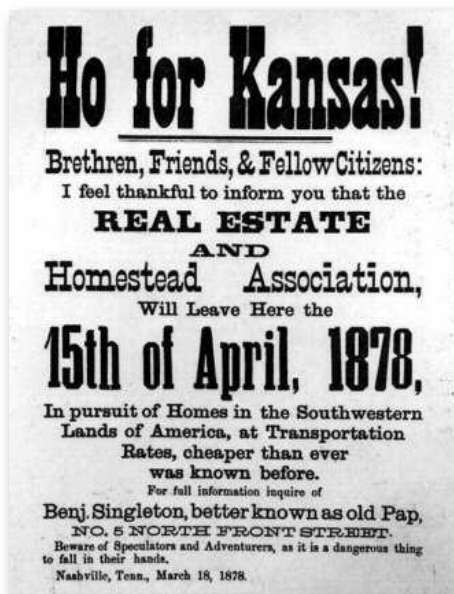 Ho for Kansas!
Brethren, Friends, & Fellow Citizens:
I feel thankful to inform you that the
REAL ESTATE
AND
Homestead Association,
Will Leave Here the
15th of April, 1878,
In pursuit of Homes in the Southwestern
Lands of America, at Transportation
Rates, cheaper than ever
was known before.
For full information inquire of
Benj. Singleton, better known as old Pap,
NO. 5 NORTH FRONT STREET.
Beware of Speculators and Adventurers, as it is a dangerous thing
to fall in their hands.
Nashville, Tenn., March 18, 1878.